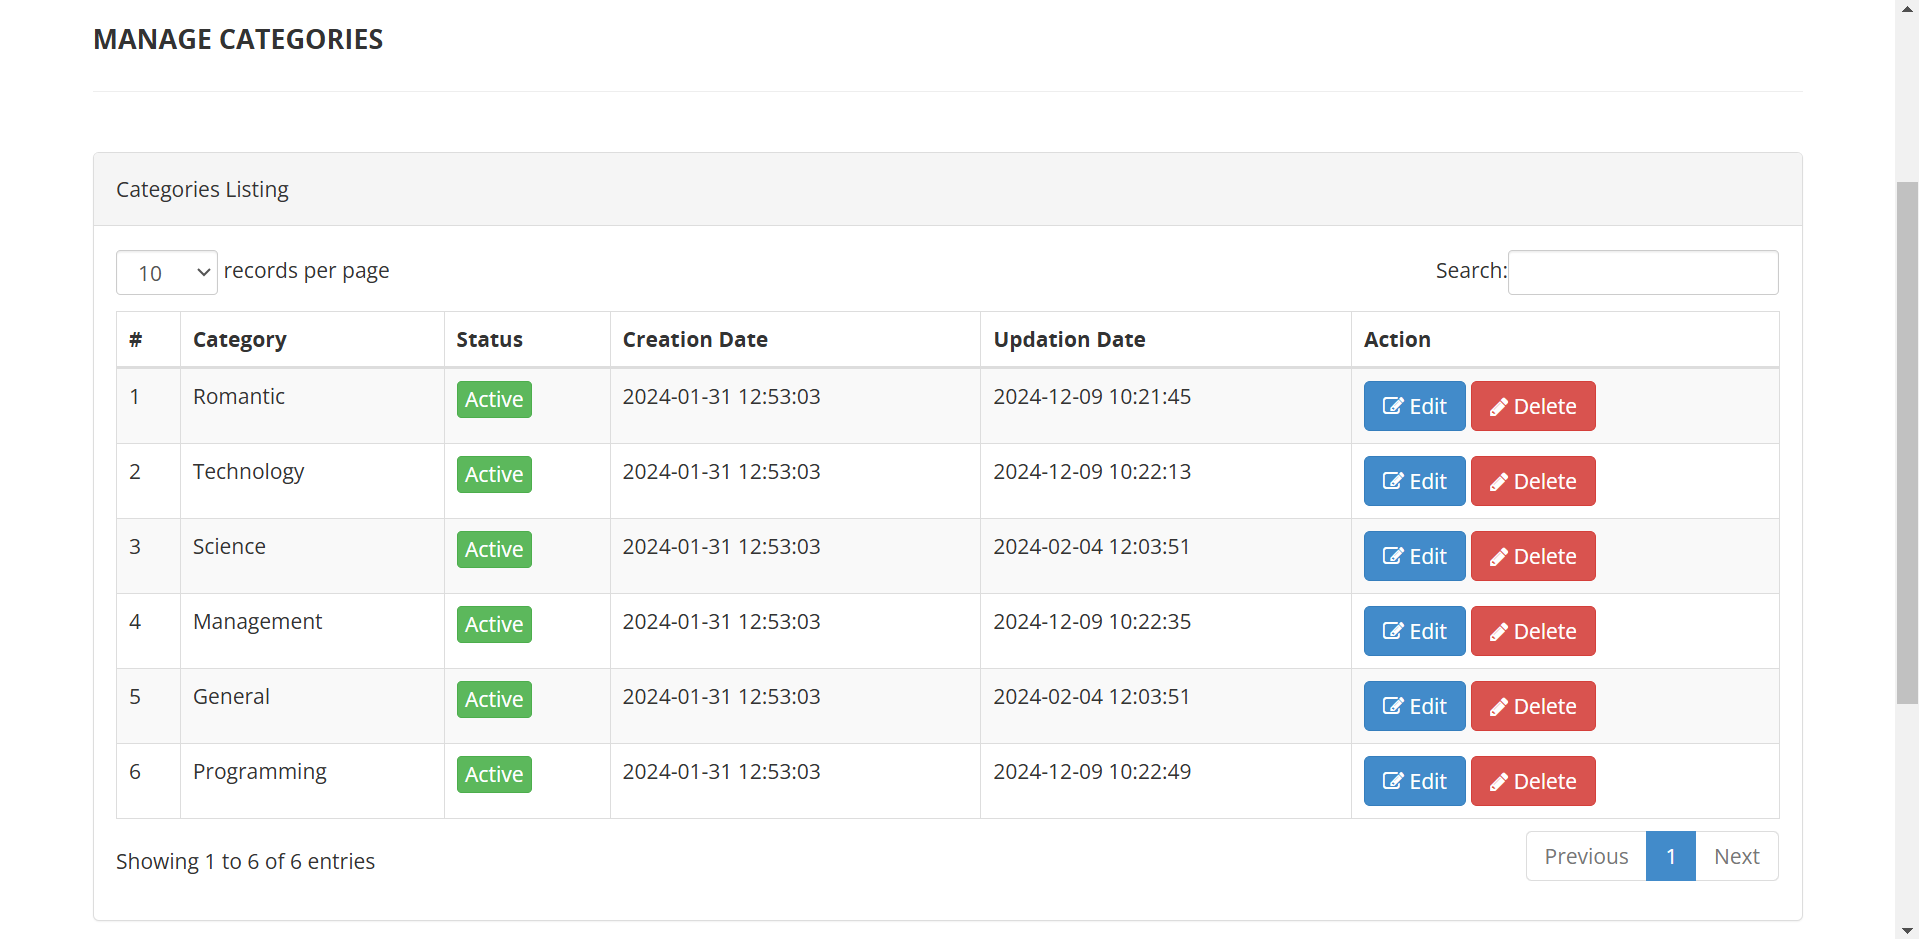 MANAGE CATEGORIES
Categories Listing
10 records per page Search:
# Category Status Creation Date Updation Date Action
1 Romantic Active 2024-01-31 12:53:03 2024-12-09 10:21:45 Edit Delete
2 Technology Active 2024-01-31 12:53:03 2024-12-09 10:22:13 Edit Delete
3 Science Active 2024-01-31 12:53:03 2024-02-04 12:03:51 Edit Delete
4 Management Active 2024-01-31 12:53:03 2024-12-09 10:22:35 Edit Delete
5 General Active 2024-01-31 12:53:03 2024-02-04 12:03:51 Edit Delete
6 Programming Active 2024-01-31 12:53:03 2024-12-09 10:22:49 Edit Delete
Showing 1 to 6 of 6 entries Previous 1 Next